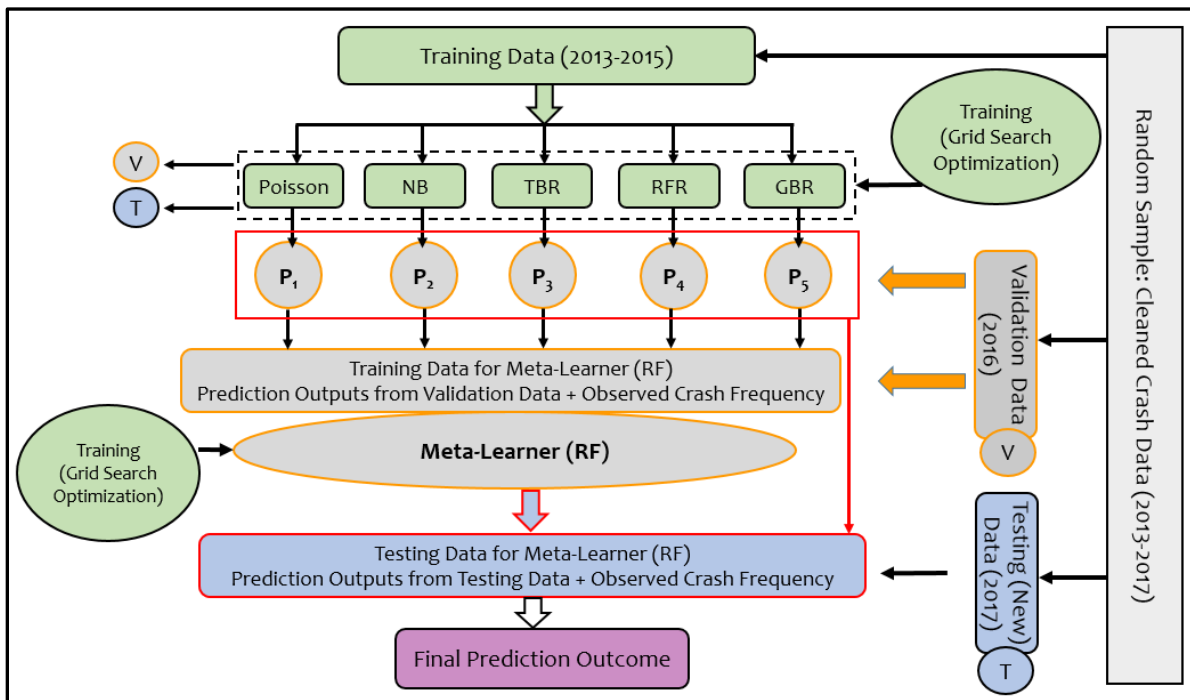 Training Data (2013-2015)
Training
(Grid Search
Optimization)
V
T
Poisson
NB
TBR
RFR
GBR
P1
P2
P3
P4
P5
Training Data for Meta-Learner (RF)
Prediction Outputs from Validation Data + Observed Crash Frequency
Training
(Grid Search
Optimization)
Meta-Learner (RF)
Testing Data for Meta-Learner (RF)
Prediction Outputs from Testing Data + Observed Crash Frequency
Final Prediction Outcome
Validation Data
(2016)
V
Testing (New)
Data (2017)
T
Random Sample: Cleaned Crash Data (2013-2017)